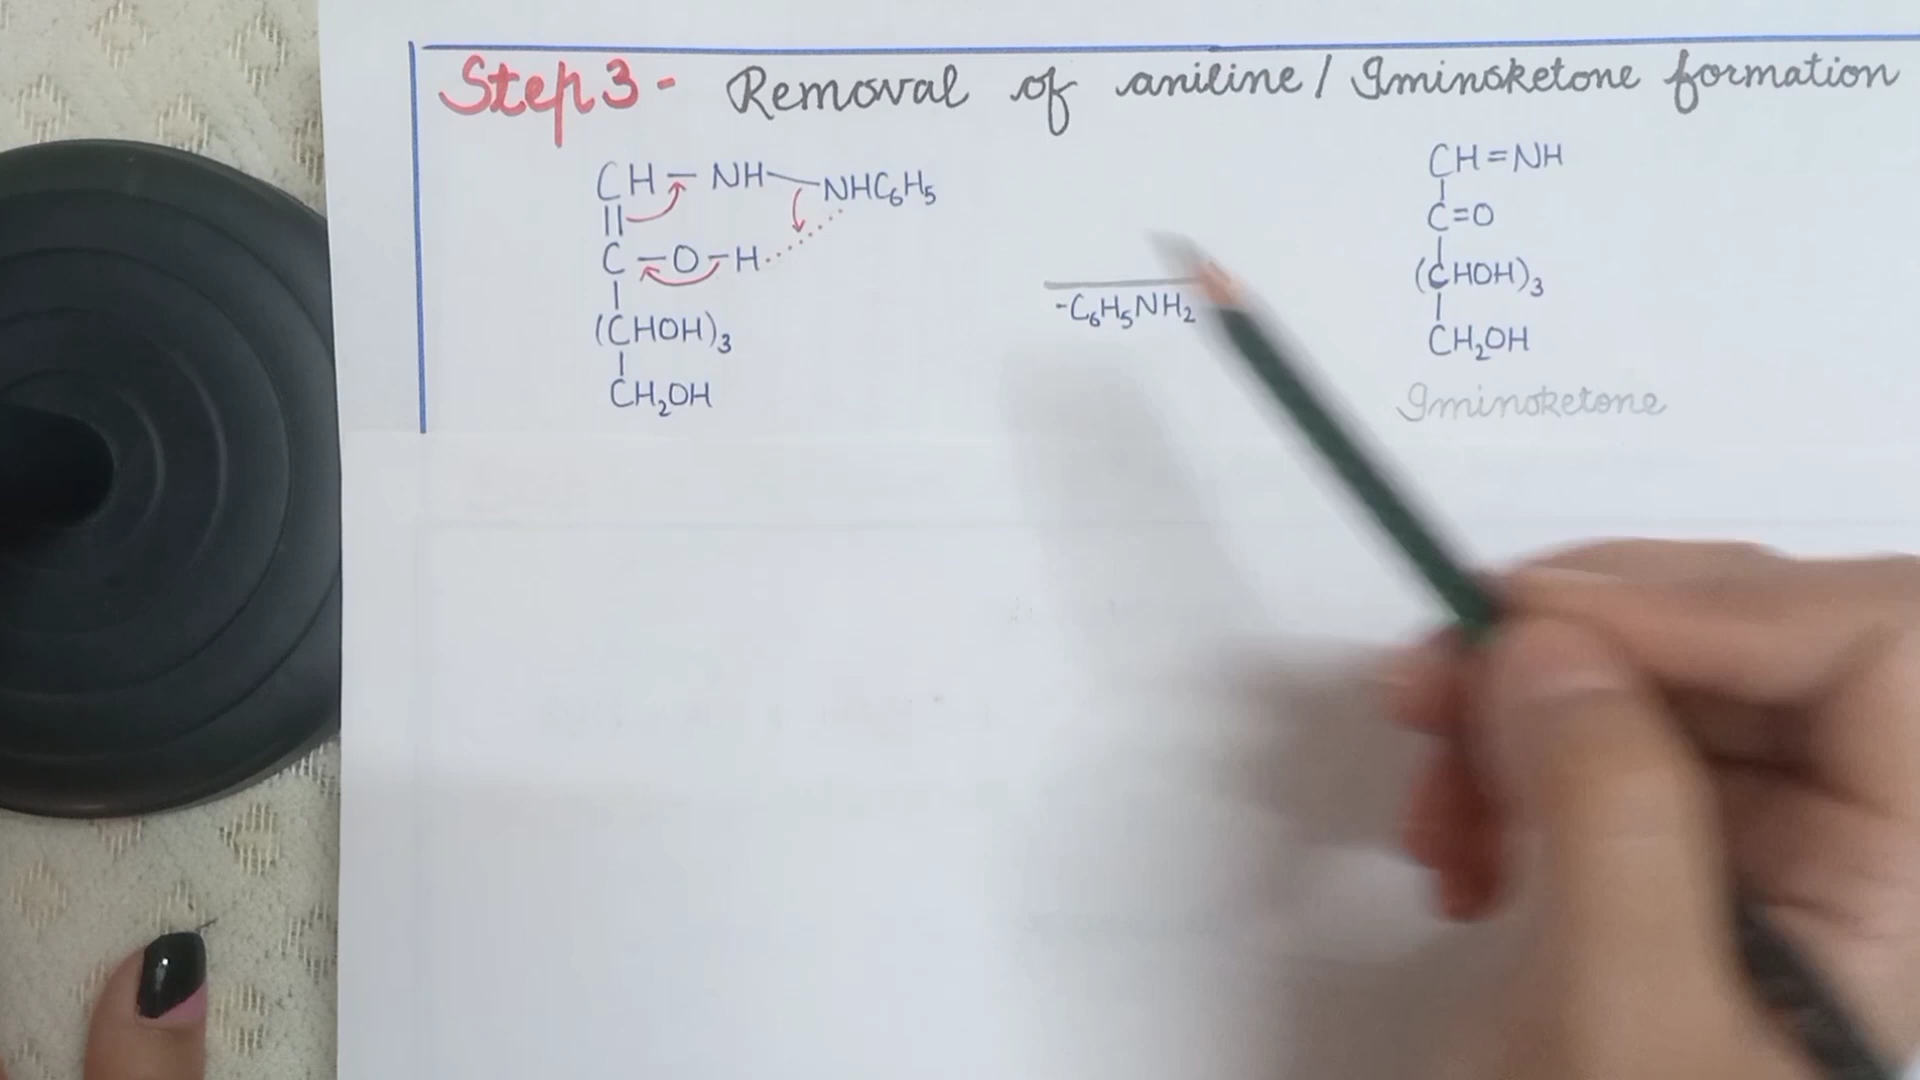 Step 3 - Removal of aniline / Iminoketone formation
CH — NH — NHC₆H₅
||
C — O — H
|
(CHOH)₃
|
CH₂OH
-C₆H₅NH₂
CH = NH
|
C=O
|
(CHOH)₃
|
CH₂OH
Iminoketone